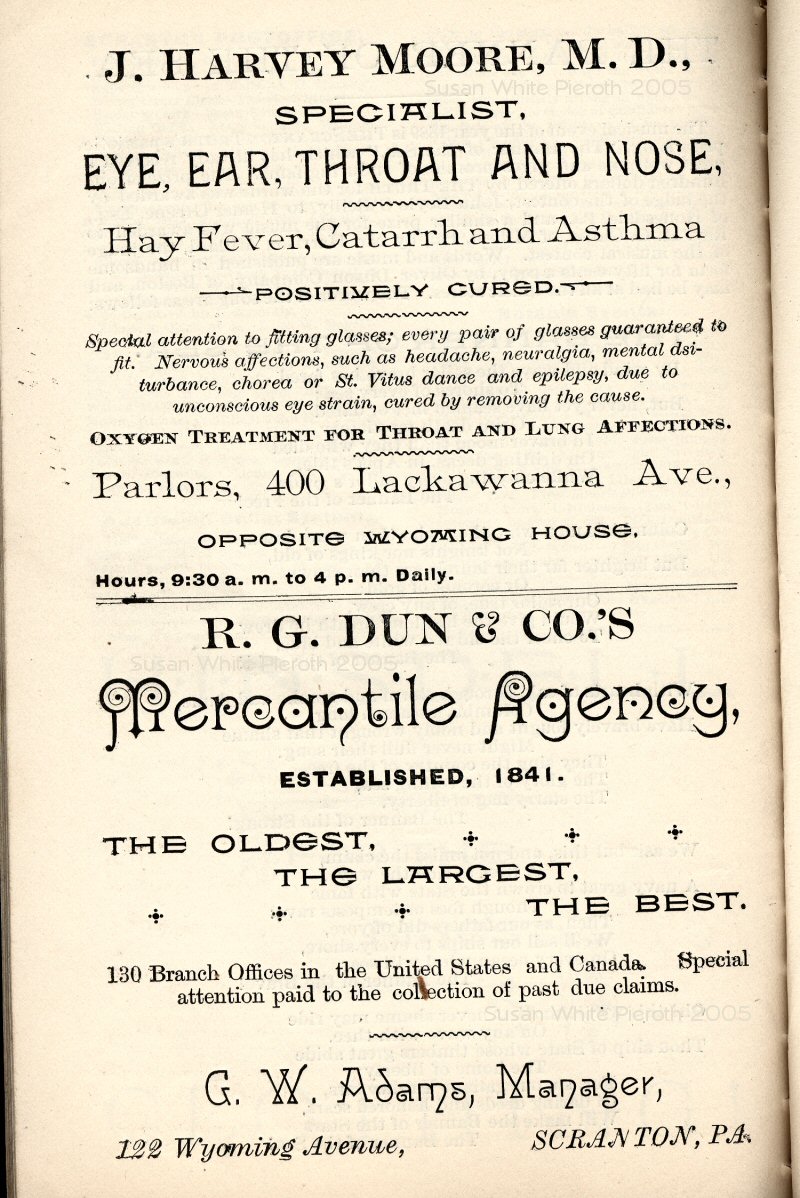 J. HARVEY MOORE, M. D.,
Susan White Pieroth 2005
SPECIALIST,
EYE, EAR, THROAT AND NOSE,
Hay Fever, Catarrh and Asthma
POSITIVELY CURED.
Special attention to fitting glasses; every pair of glasses guaranteed to
fit. Nervous affections, such as headache, neuralgia, mental dsi-
turbance, chorea or St. Vitus dance and epilepsy, due to
unconscious eye strain, cured by removing the cause.
OXYGEN TREATMENT FOR THROAT AND LUNG AFFECTIONS.
Parlors, 400 Lackawanna Ave.,
OPPOSITE WYOMING HOUSE.
Hours, 9:30 a. m. to 4 p. m. Daily.
R. G. DUN & CO.'S
Susan White Pieroth 2005
Mercantile Agency,
ESTABLISHED, 1841.
THE OLDEST,
THE LARGEST,
THE BEST.
130 Branch Offices in the United States and Canada. Special
attention paid to the collection of past due claims.
Susan White Pieroth 2005
G. W. Adams, Manager,
122 Wyoming Avenue, SCRANTON, PA.